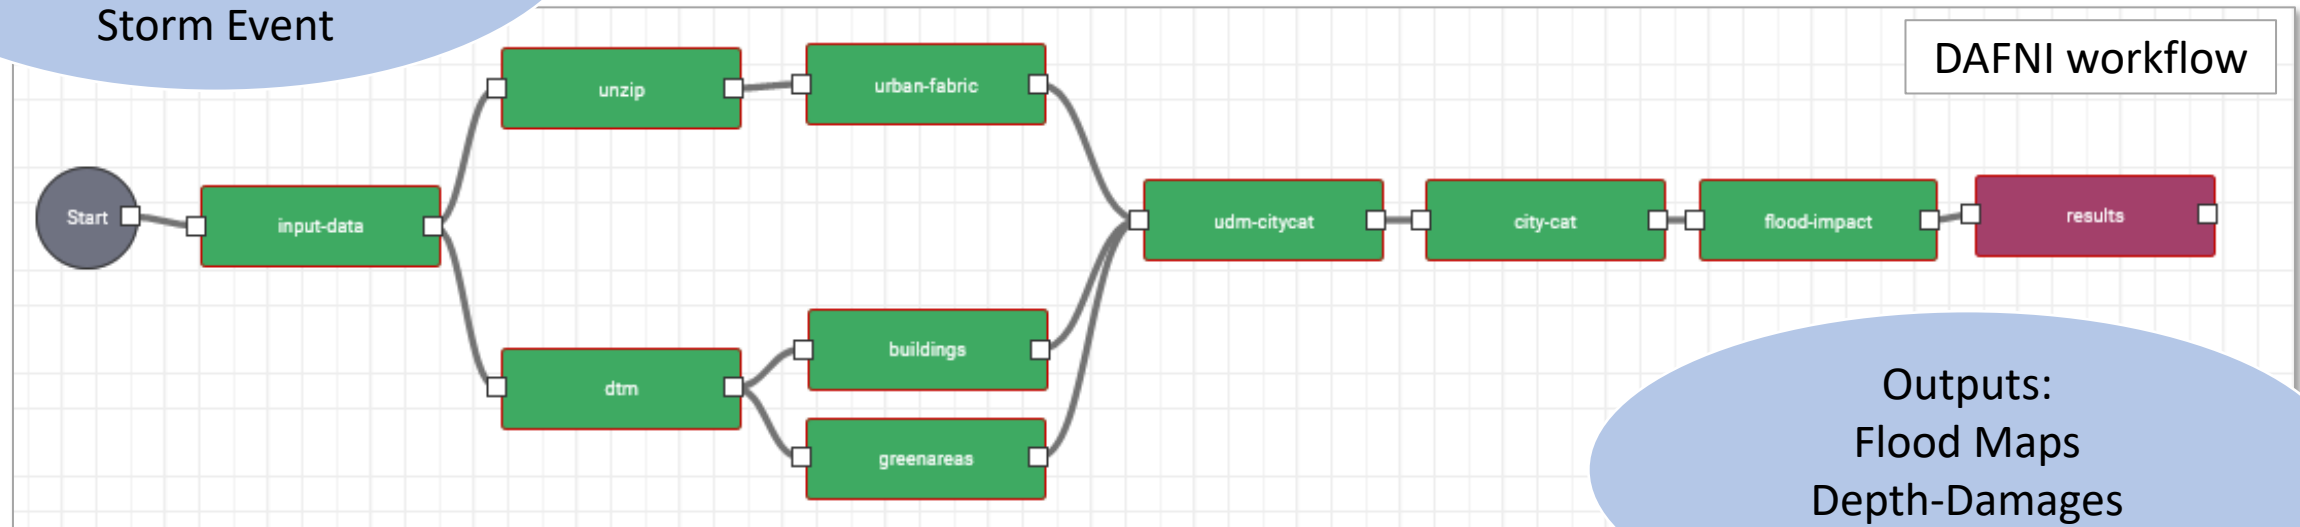 Storm Event
DAFNI workflow
unzip
urban-fabric
Start
input-data
udm-citycat
city-cat
flood-impact
results
dtm
buildings
greenareas
Outputs:
Flood Maps
Depth-Damages